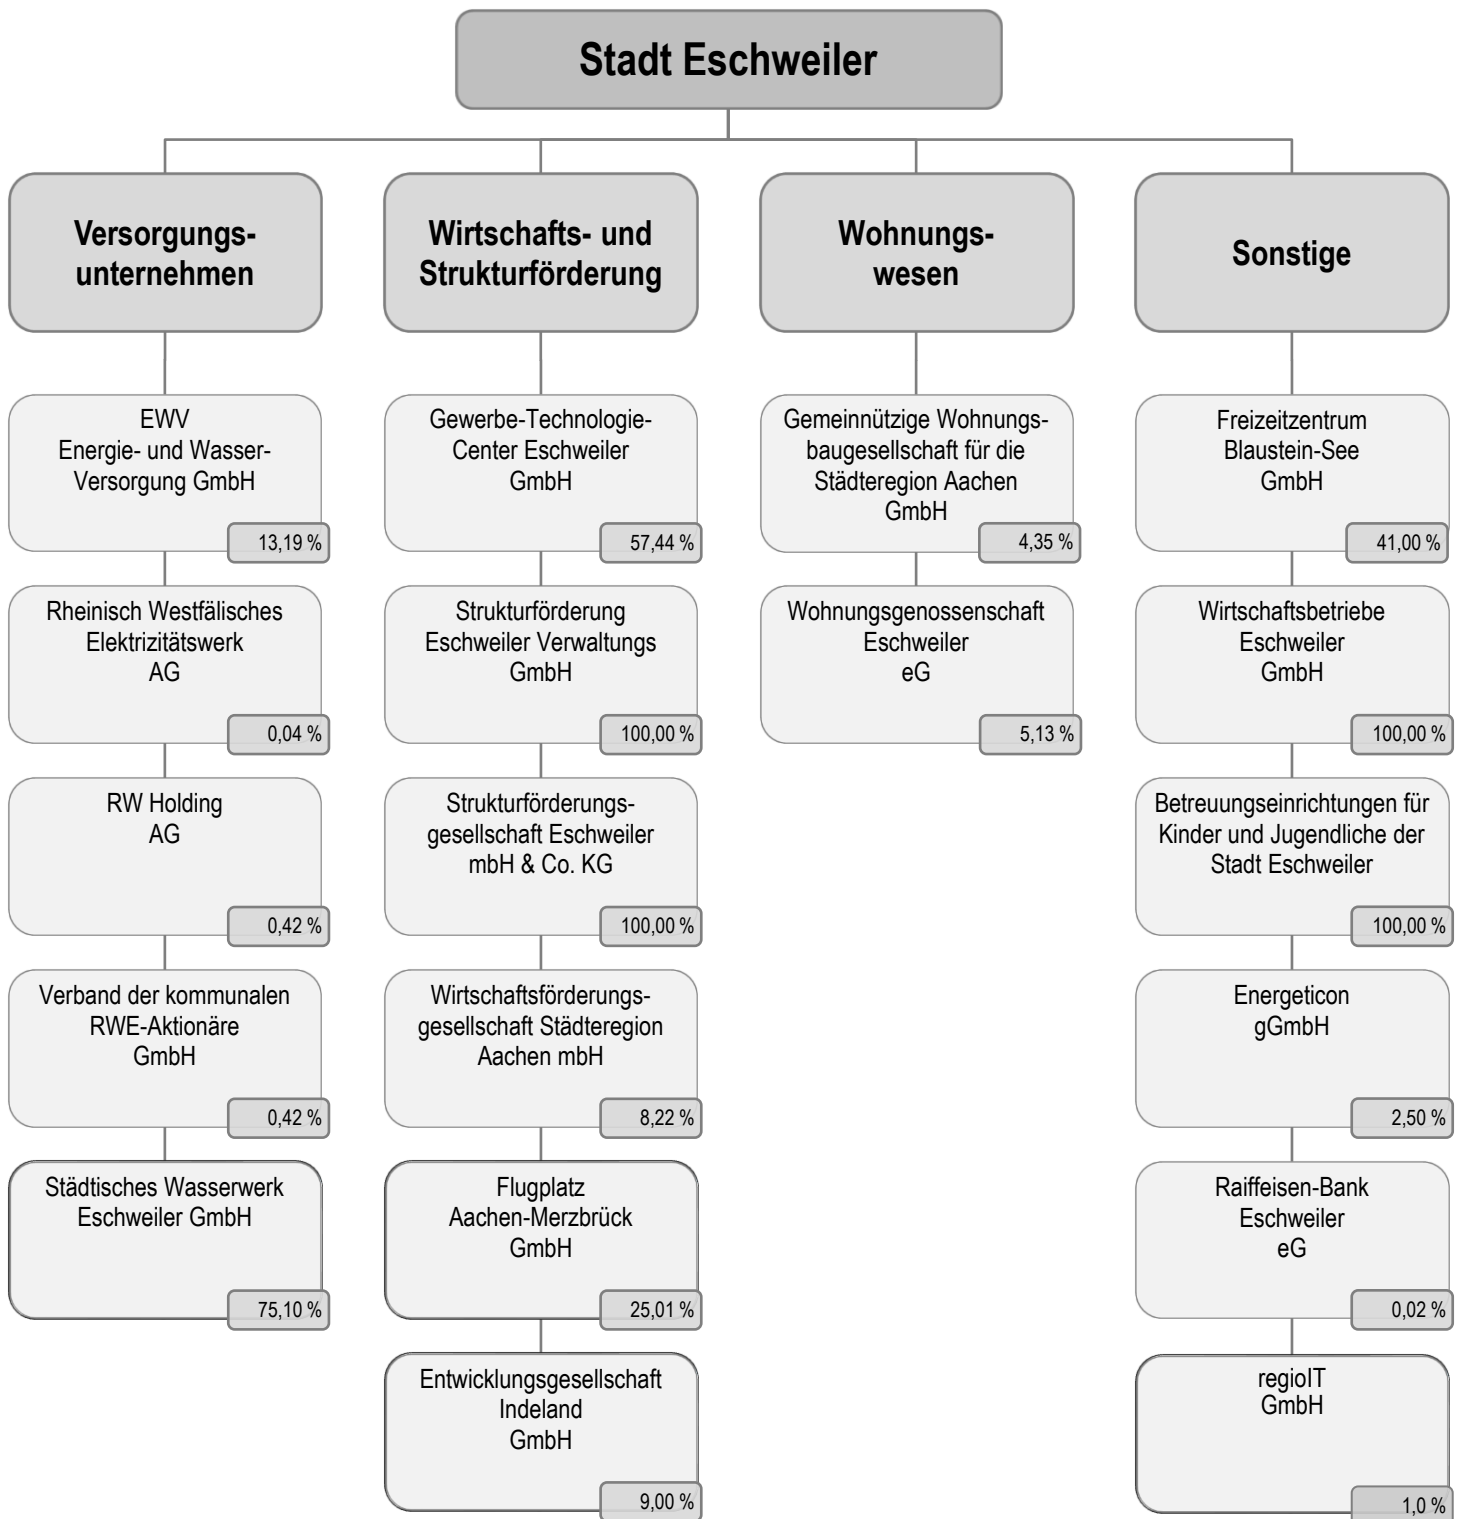 Stadt Eschweiler
Versorgungs-
unternehmen
EWV
Energie- und Wasser-
Versorgung GmbH
13,19 %
Rheinisch Westfälisches
Elektrizitätswerk
AG
0,04 %
RW Holding
AG
0,42 %
Verband der kommunalen
RWE-Aktionäre
GmbH
0,42 %
Städtisches Wasserwerk
Eschweiler GmbH
75,10 %
Wirtschafts- und
Strukturförderung
Gewerbe-Technologie-
Center Eschweiler
GmbH
57,44 %
Strukturförderung
Eschweiler Verwaltungs
GmbH
100,00 %
Strukturförderungs-
gesellschaft Eschweiler
mbH & Co. KG
100,00 %
Wirtschaftsförderungs-
gesellschaft Städteregion
Aachen mbH
8,22 %
Flugplatz
Aachen-Merzbrück
GmbH
25,01 %
Entwicklungsgesellschaft
Indeland
GmbH
9,00 %
Wohnungs-
wesen
Gemeinnützige Wohnungs-
baugesellschaft für die
Städteregion Aachen
GmbH
4,35 %
Wohnungsgenossenschaft
Eschweiler
eG
5,13 %
Sonstige
Freizeitzentrum
Blaustein-See
GmbH
41,00 %
Wirtschaftsbetriebe
Eschweiler
GmbH
100,00 %
Betreuungseinrichtungen für
Kinder und Jugendliche der
Stadt Eschweiler
100,00 %
Energeticon
gGmbH
2,50 %
Raiffeisen-Bank
Eschweiler
eG
0,02 %
regioIT
GmbH
1,0 %